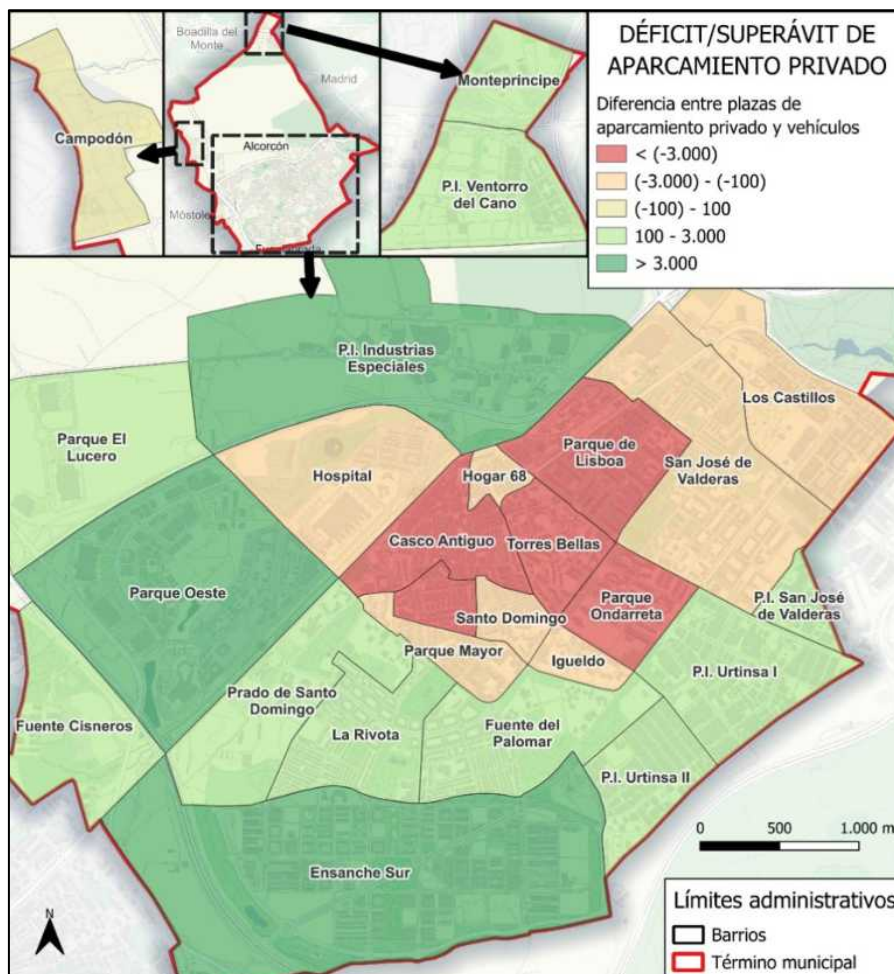 Boadilla del
Monte
Madrid
Alcorcón
Móstoles
Campodón
Montepríncipe
P.I. Ventorro
del Cano
DÉFICIT/SUPERÁVIT DE
APARCAMIENTO PRIVADO
Diferencia entre plazas de
aparcamiento privado y vehículos
< (-3.000)
(-3.000) - (-100)
(-100) - 100
100 - 3.000
> 3.000
P.I. Industrias
Especiales
Los Castillos
Parque El
Lucero
Hospital
Hogar 68
Parque de
Lisboa
San José de
Valderas
Casco Antiguo
Torres Bellas
Parque Oeste
Parque
Ondarreta
P.I. San José
de Valderas
Santo Domingo
Parque Mayor
Igueldo
P.I. Urtinsa I
Prado de Santo
Domingo
Fuente Cisneros
La Rivota
Fuente del
Palomar
P.I. Urtinsa II
Ensanche Sur
0 500 1.000 m
N
Límites administrativos
Barrios
Término municipal